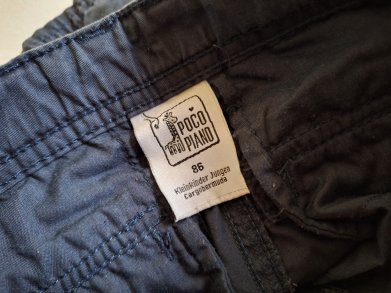 POCO
PIANO
86
Kleinkinder Jungen
Cargobermuda